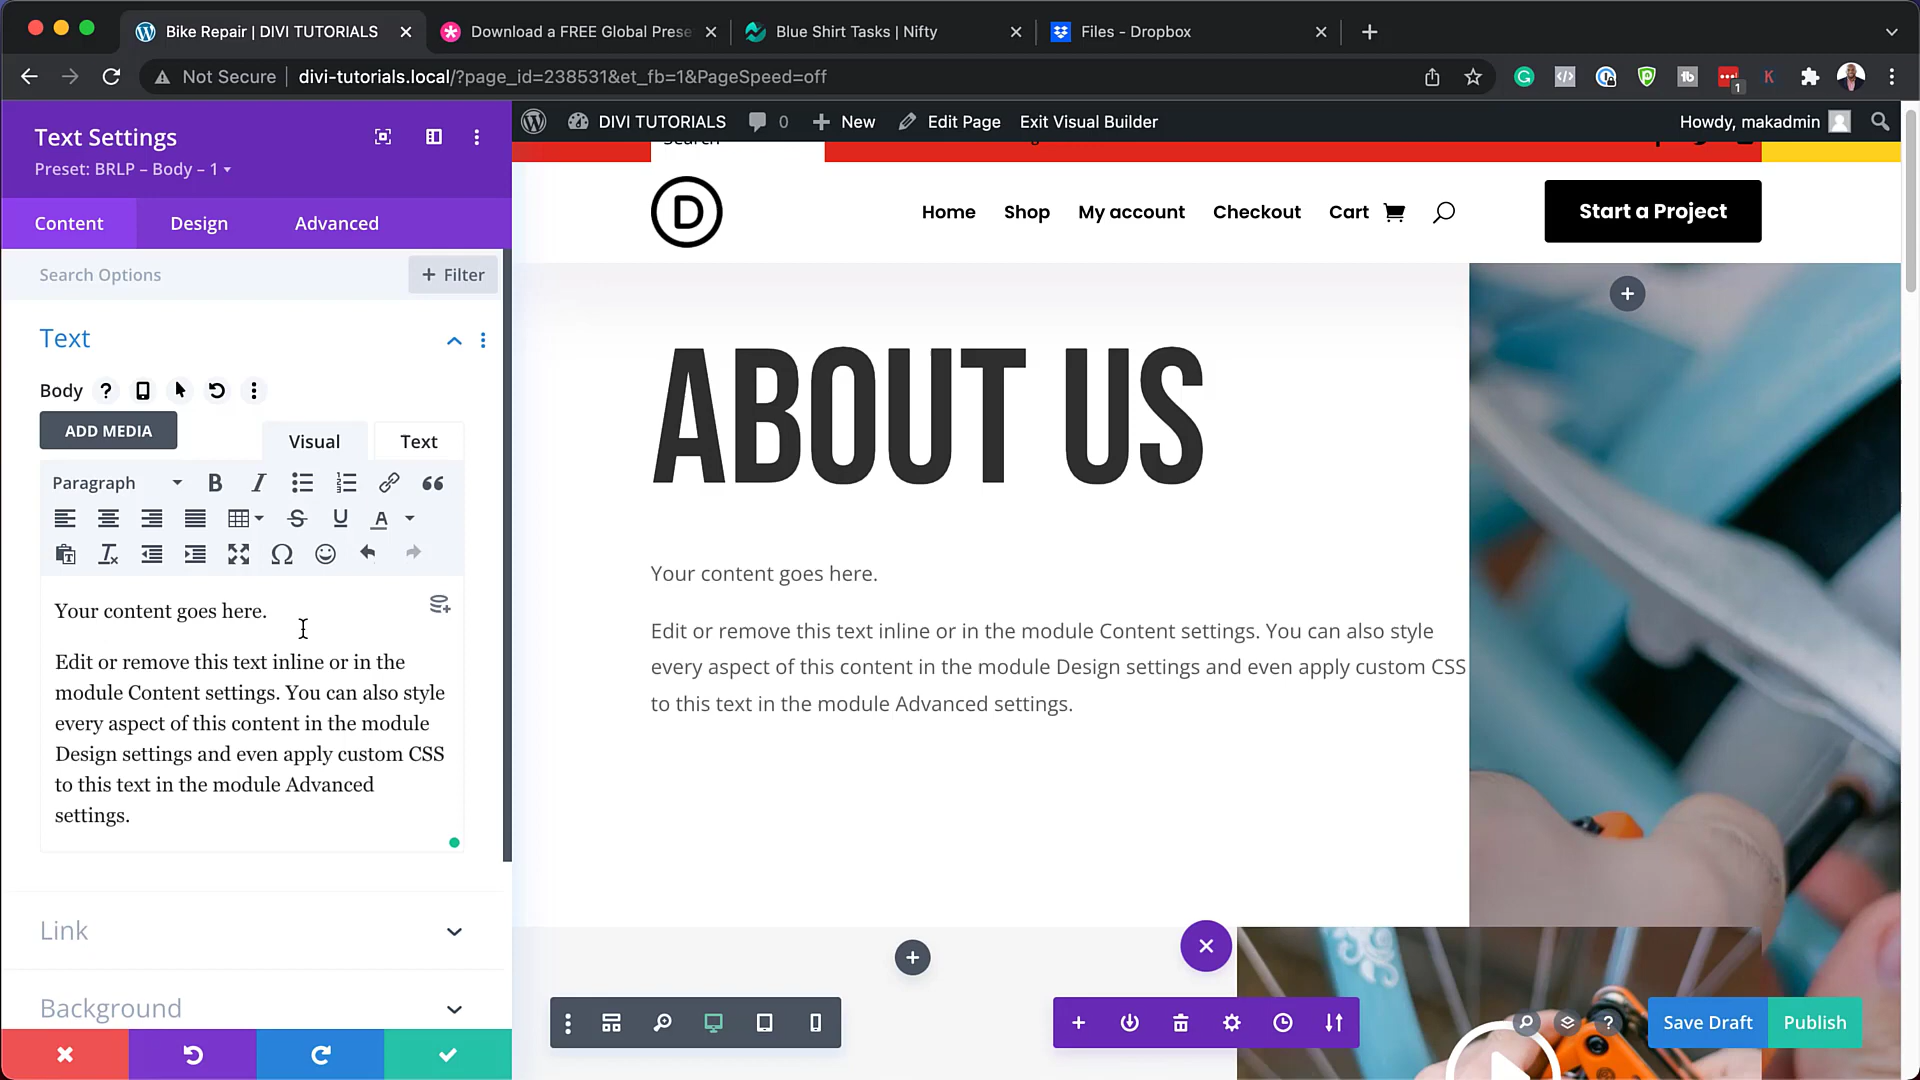 Bike Repair | DIVI TUTORIALS
Download a FREE Global Prese
Blue Shirt Tasks | Nifty
Files - Dropbox
Not Secure
divi-tutorials.local/?page_id=238531&et_fb=1&PageSpeed=off
1
Text Settings
Preset: BRLP – Body – 1
Content
Design
Advanced
Search Options
+ Filter
Text
Body
ADD MEDIA
Visual
Text
Paragraph
Your content goes here.
Edit or remove this text inline or in the
module Content settings. You can also style
every aspect of this content in the module
Design settings and even apply custom CSS
to this text in the module Advanced
settings.
Link
Background
DIVI TUTORIALS
0
New
Edit Page
Exit Visual Builder
Howdy, makadmin
Search
D
Home
Shop
My account
Checkout
Cart
Start a Project
ABOUT US
Your content goes here.
Edit or remove this text inline or in the module Content settings. You can also style
every aspect of this content in the module Design settings and even apply custom CSS
to this text in the module Advanced settings.
Save Draft
Publish